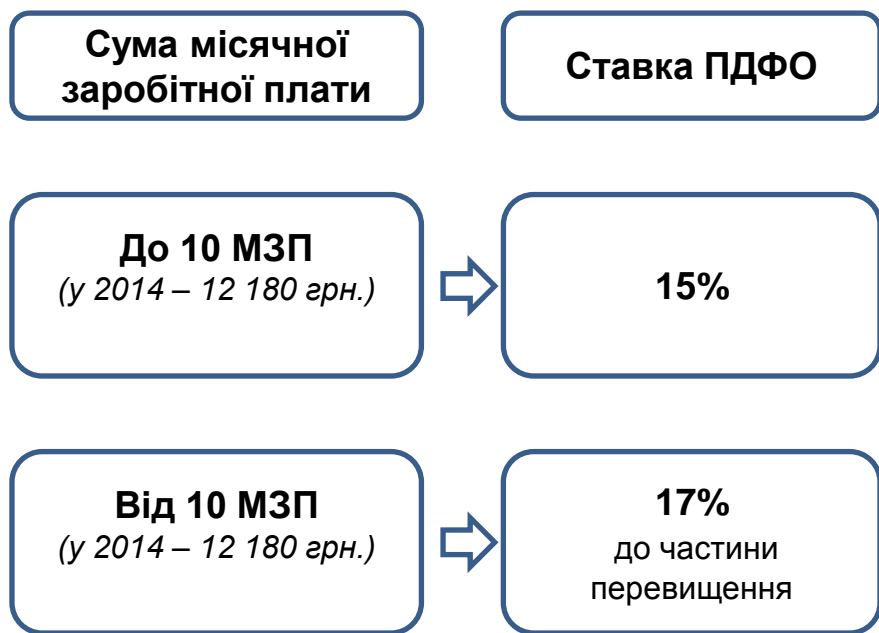 Сума місячної
заробітної плати
Ставка ПДФО
До 10 МЗП
(у 2014 – 12 180 грн.)
15%
Від 10 МЗП
(у 2014 – 12 180 грн.)
17%
до частини
перевищення